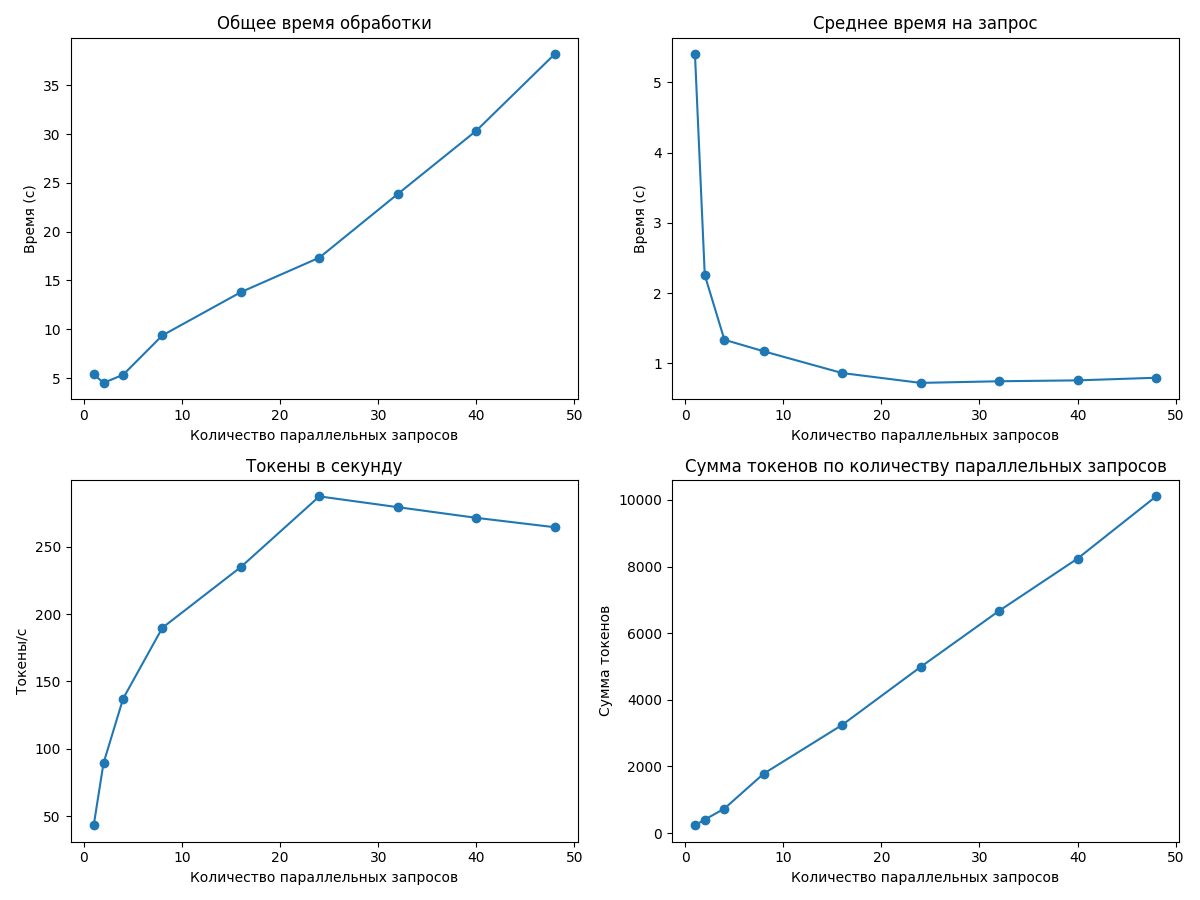 Общее время обработки
35
30
25
20
15
10
5
Время (с)
0 10 20 30 40 50
Количество параллельных запросов
Среднее время на запрос
5
4
3
2
1
Время (с)
0 10 20 30 40 50
Количество параллельных запросов
Токены в секунду
250
200
150
100
50
Токены/с
0 10 20 30 40 50
Количество параллельных запросов
Сумма токенов по количеству параллельных запросов
10000
8000
6000
4000
2000
0
Сумма токенов
0 10 20 30 40 50
Количество параллельных запросов